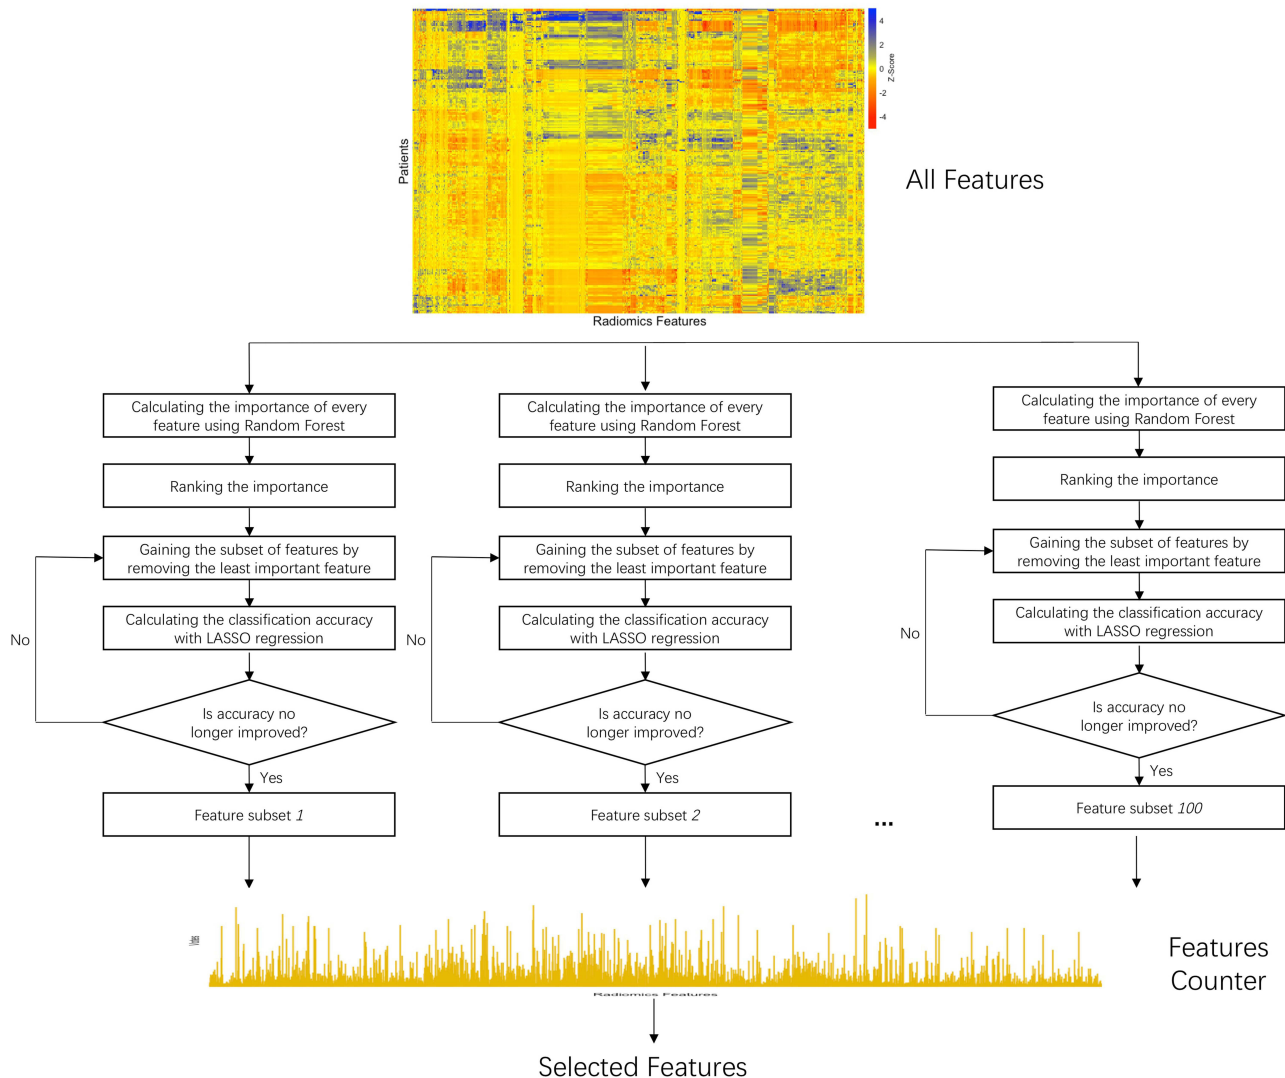 4
2
0
-2
-4
Z-Score
Patients
Radiomics Features
All Features
Calculating the importance of every
feature using Random Forest
Ranking the importance
Gaining the subset of features by
removing the least important feature
Calculating the classification accuracy
with LASSO regression
No
Is accuracy no
longer improved?
Yes
Feature subset 1
Calculating the importance of every
feature using Random Forest
Ranking the importance
Gaining the subset of features by
removing the least important feature
Calculating the classification accuracy
with LASSO regression
No
Is accuracy no
longer improved?
Yes
Feature subset 2
...
Calculating the importance of every
feature using Random Forest
Ranking the importance
Gaining the subset of features by
removing the least important feature
Calculating the classification accuracy
with LASSO regression
No
Is accuracy no
longer improved?
Yes
Feature subset 100
Radiomics Features
Features
Counter
Selected Features